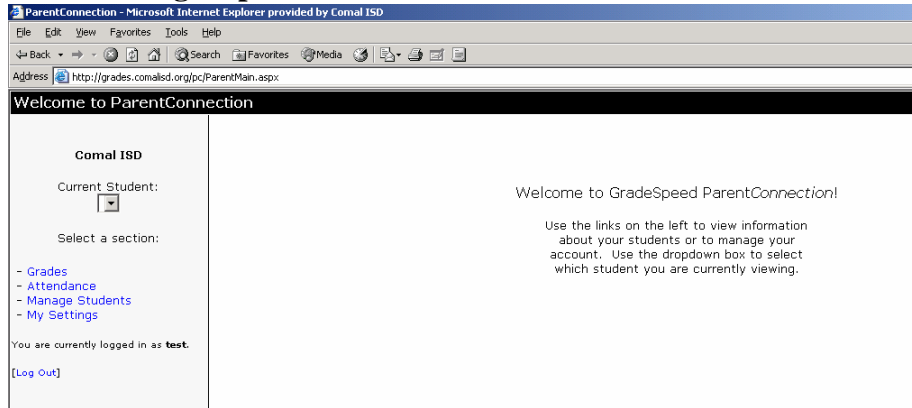 ParentConnection - Microsoft Internet Explorer provided by Comal ISD
File Edit View Favorites Tools Help
Back Search Favorites Media
Address http://grades.comalisd.org/pc/ParentMain.aspx
Welcome to ParentConnection
Comal ISD
Current Student:
Select a section:
- Grades
- Attendance
- Manage Students
- My Settings
You are currently logged in as test.
[Log Out]
Welcome to GradeSpeed ParentConnection!
Use the links on the left to view information
about your students or to manage your
account. Use the dropdown box to select
which student you are currently viewing.